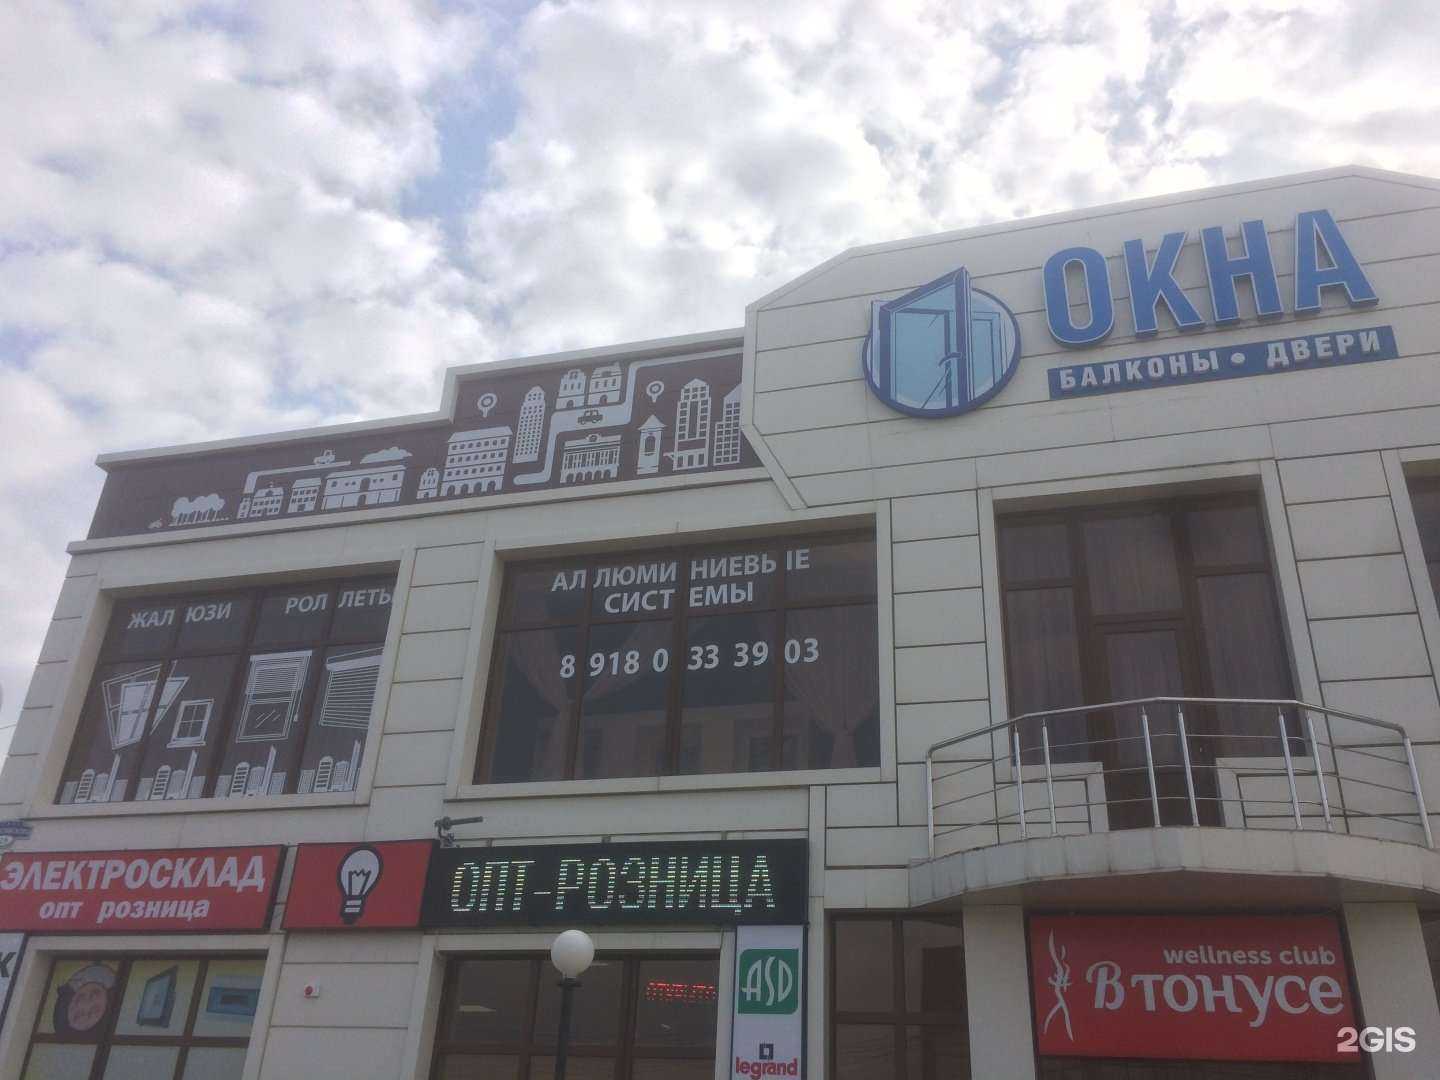 ОКНА
БАЛКОНЫ • ДВЕРИ
АЛЛЮМИНИЕВЫЕ
СИСТЕМЫ
8 918 0 33 39 03
ЖАЛЮЗИ РОЛЛЕТЫ
ЭЛЕКТРОСКЛАД
опт розница
ОПТ-РОЗНИЦА
ASD
legrand
wellness club
В ТОНУСЕ
2GIS